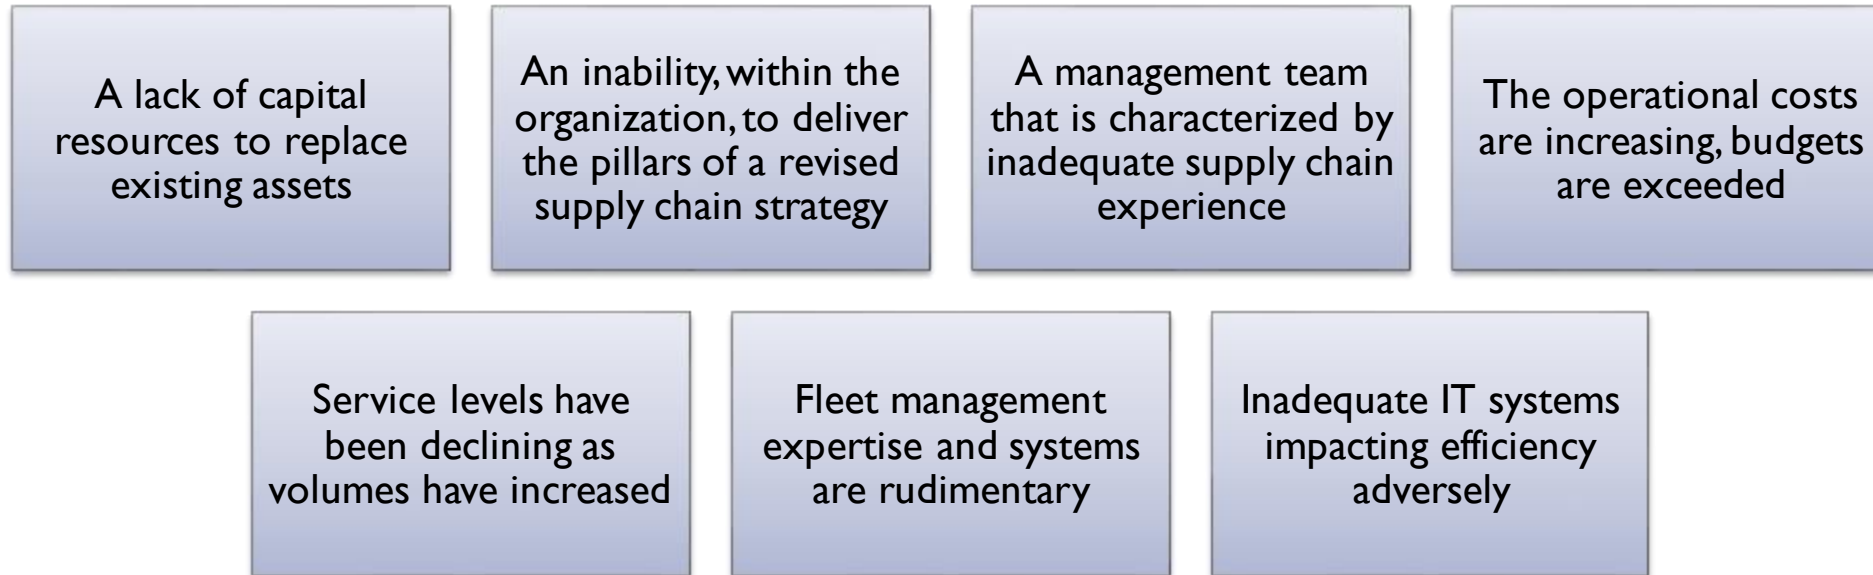 A lack of capital
resources to replace
existing assets
An inability, within the
organization, to deliver
the pillars of a revised
supply chain strategy
A management team
that is characterized by
inadequate supply chain
experience
The operational costs
are increasing, budgets
are exceeded
Service levels have
been declining as
volumes have increased
Fleet management
expertise and systems
are rudimentary
Inadequate IT systems
impacting efficiency
adversely